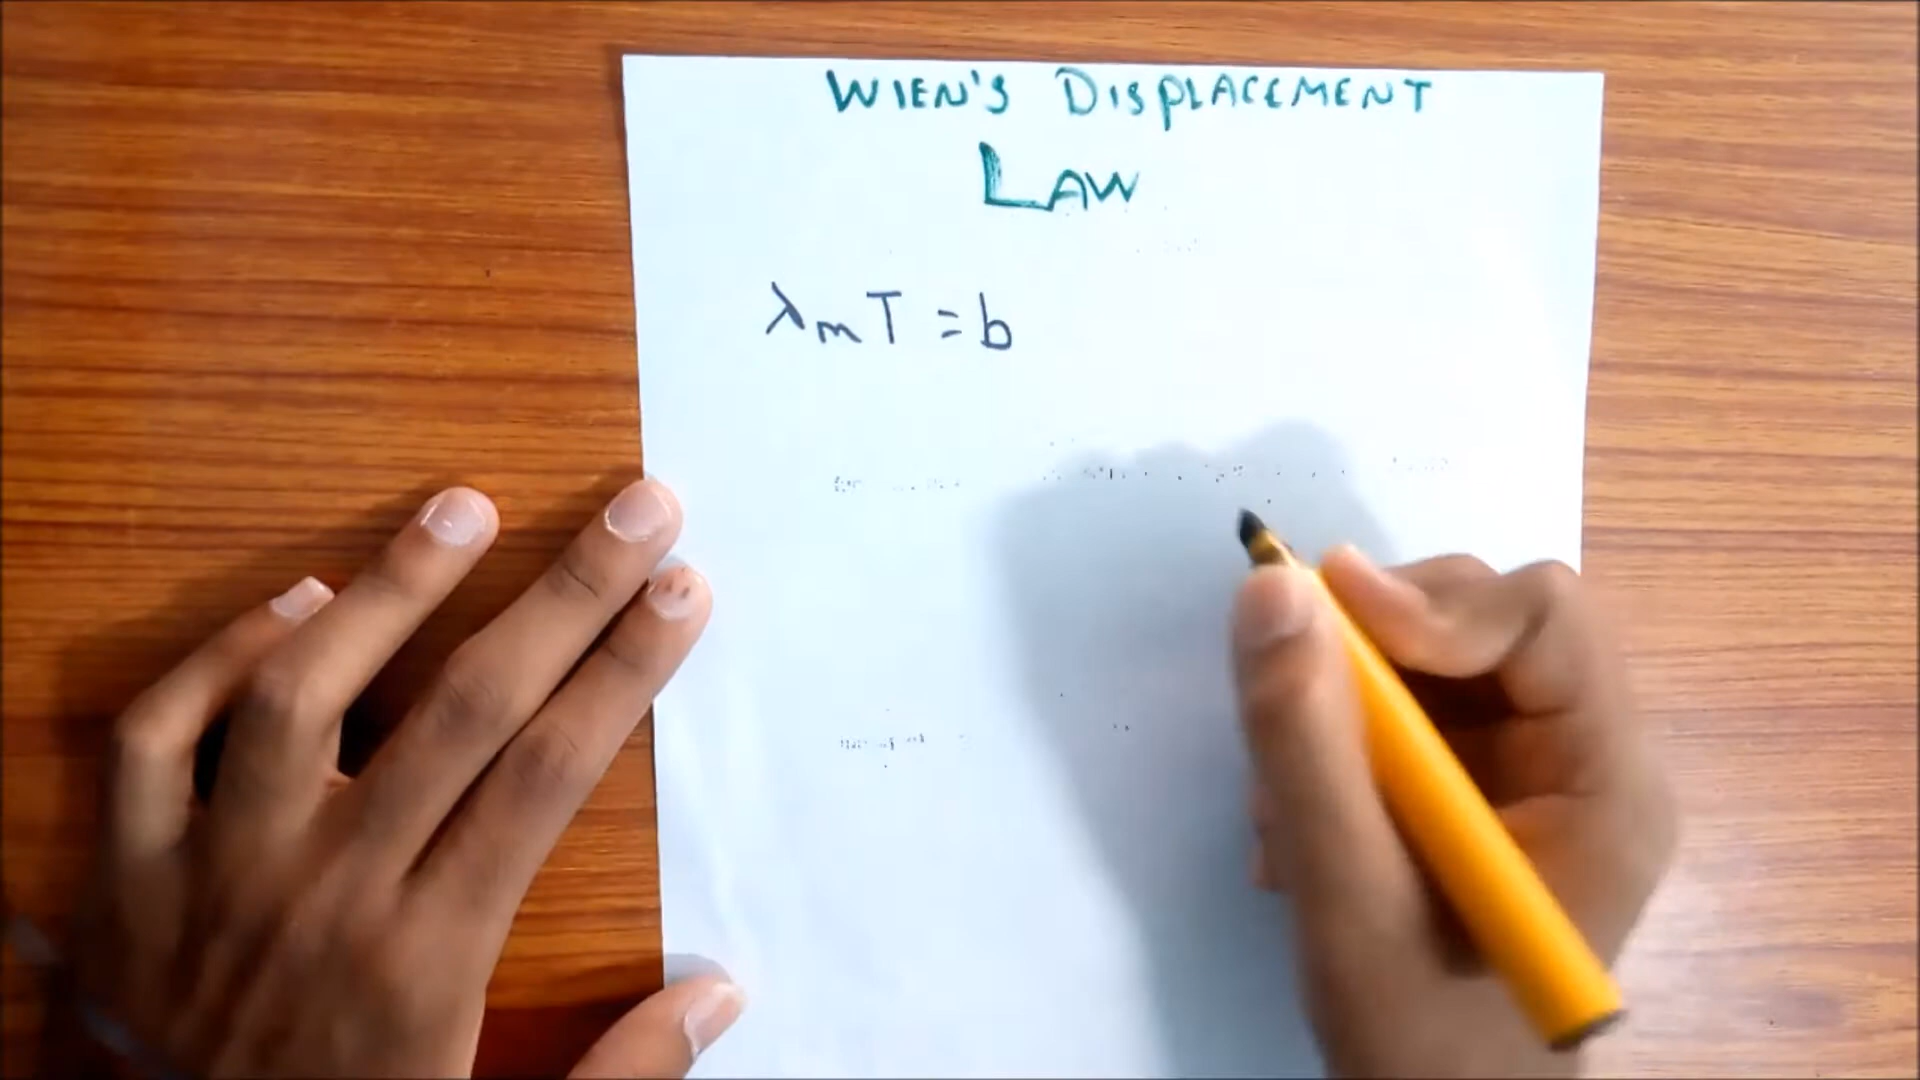 WIEN'S DISPLACEMENT
LAW
λₘT = b